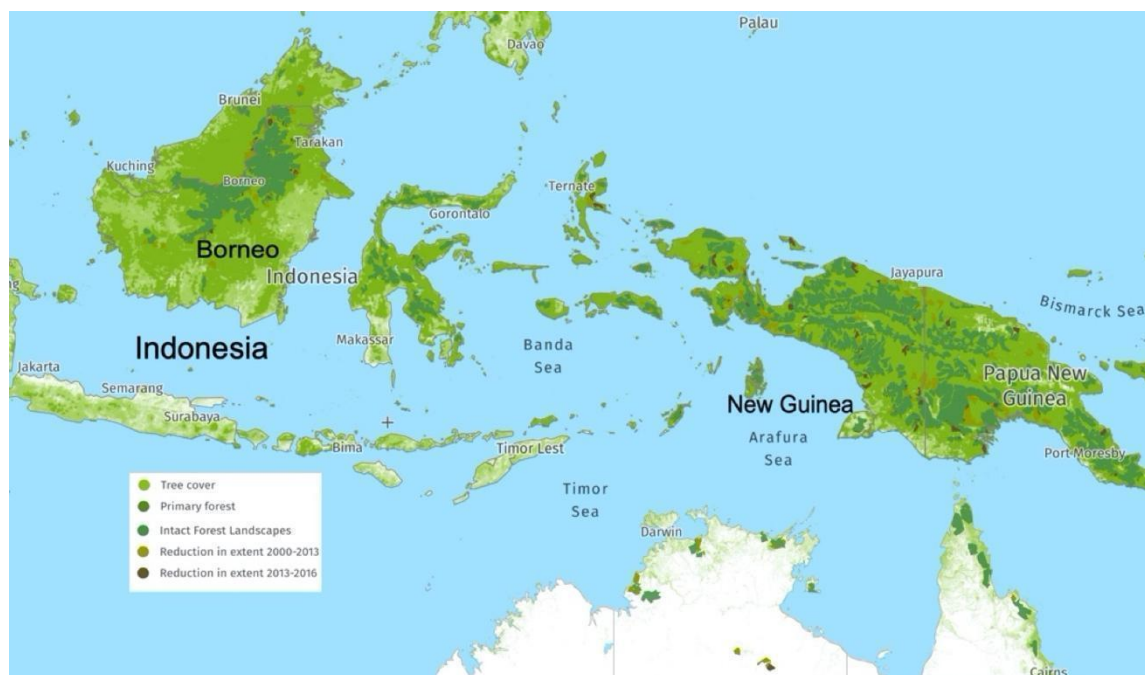 Palau
Davao
Brunei
Tarakan
Kuching
Borneo
Ternate
Gorontalo
Borneo
Indonesia
Jayapura
Bismarck Sea
Indonesia
Makassar
Banda
Sea
Papua New
Guinea
Jakarta
Semarang
Surabaya
New Guinea
Arafura
Sea
Bima
Timor Lest
Port Moresby
Timor
Sea
Tree cover
Primary forest
Intact Forest Landscapes
Reduction in extent 2000-2013
Reduction in extent 2013-2016
Darwin
Cairns